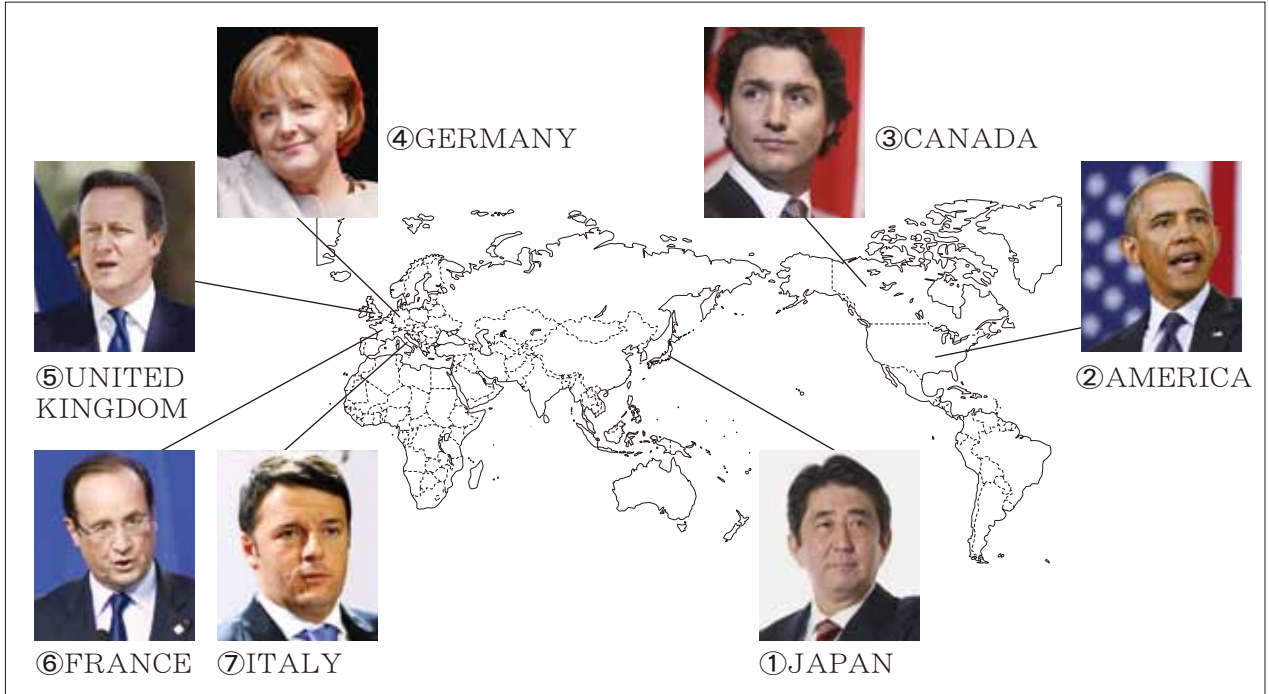 ④GERMANY
③CANADA
⑤UNITED
KINGDOM
②AMERICA
⑥FRANCE
⑦ITALY
①JAPAN